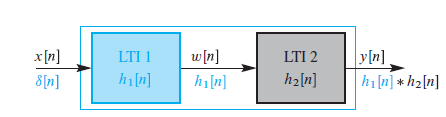 x[n] LTI 1 w[n] LTI 2 y[n]
δ[n] h₁[n] h₁[n] h₂[n] h₁[n] * h₂[n]